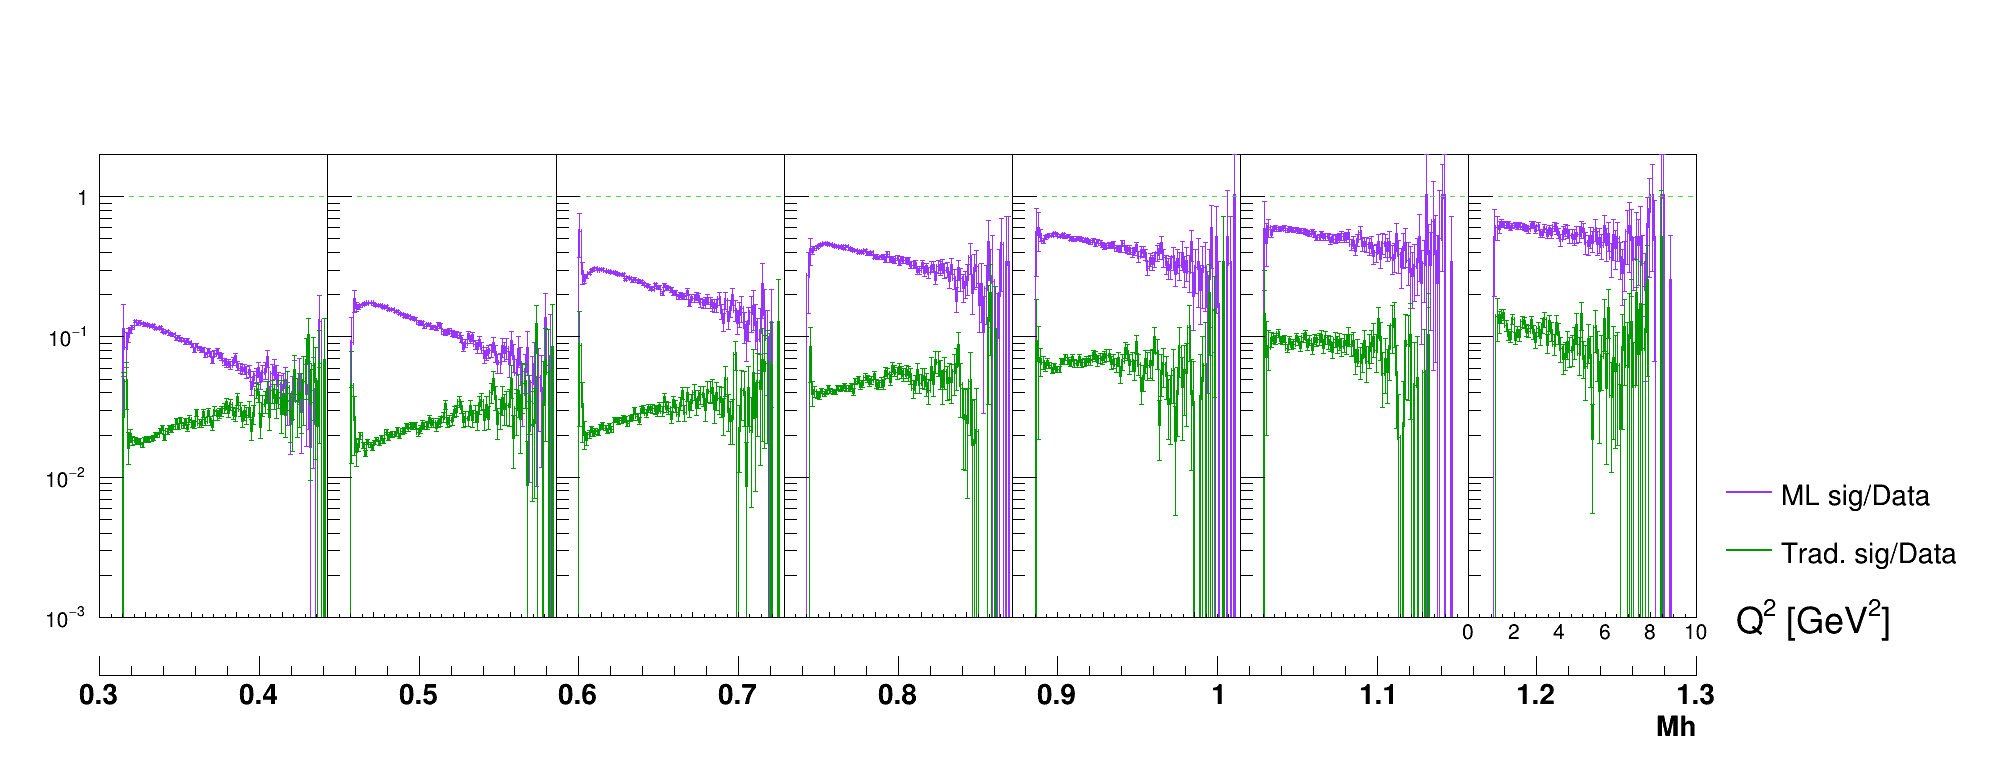 1
10⁻¹
10⁻²
10⁻³
ML sig/Data
Trad. sig/Data
Q² [GeV²]
0 2 4 6 8 10
0.3 0.4 0.5 0.6 0.7 0.8 0.9 1 1.1 1.2 1.3
Mh